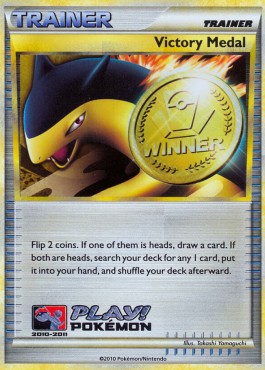 TRAINER
TRAINER
Victory Medal
1
WINNER
Flip 2 coins. If one of them is heads, draw a card. If
both are heads, search your deck for any 1 card, put
it into your hand, and shuffle your deck afterward.
PLAY!
POKÉMON
2010-2011
Illus. Takashi Yamaguchi
©2010 Pokémon/Nintendo